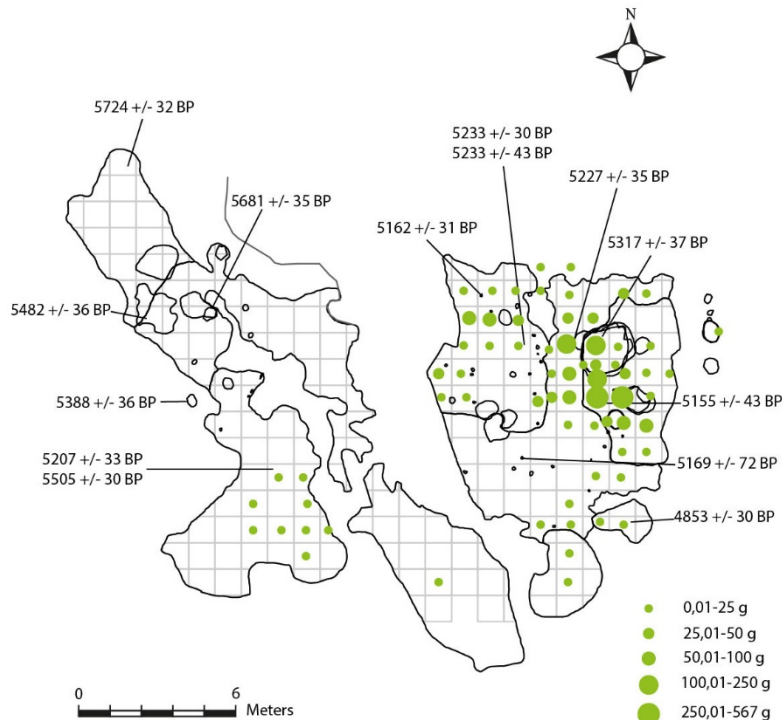 N
5724 +/- 32 BP
5233 +/- 30 BP
5233 +/- 43 BP
5227 +/- 35 BP
5681 +/- 35 BP
5162 +/- 31 BP
5317 +/- 37 BP
5482 +/- 36 BP
5388 +/- 36 BP
5155 +/- 43 BP
5207 +/- 33 BP
5505 +/- 30 BP
5169 +/- 72 BP
4853 +/- 30 BP
0,01-25 g
25,01-50 g
50,01-100 g
100,01-250 g
250,01-567 g
0 6
Meters